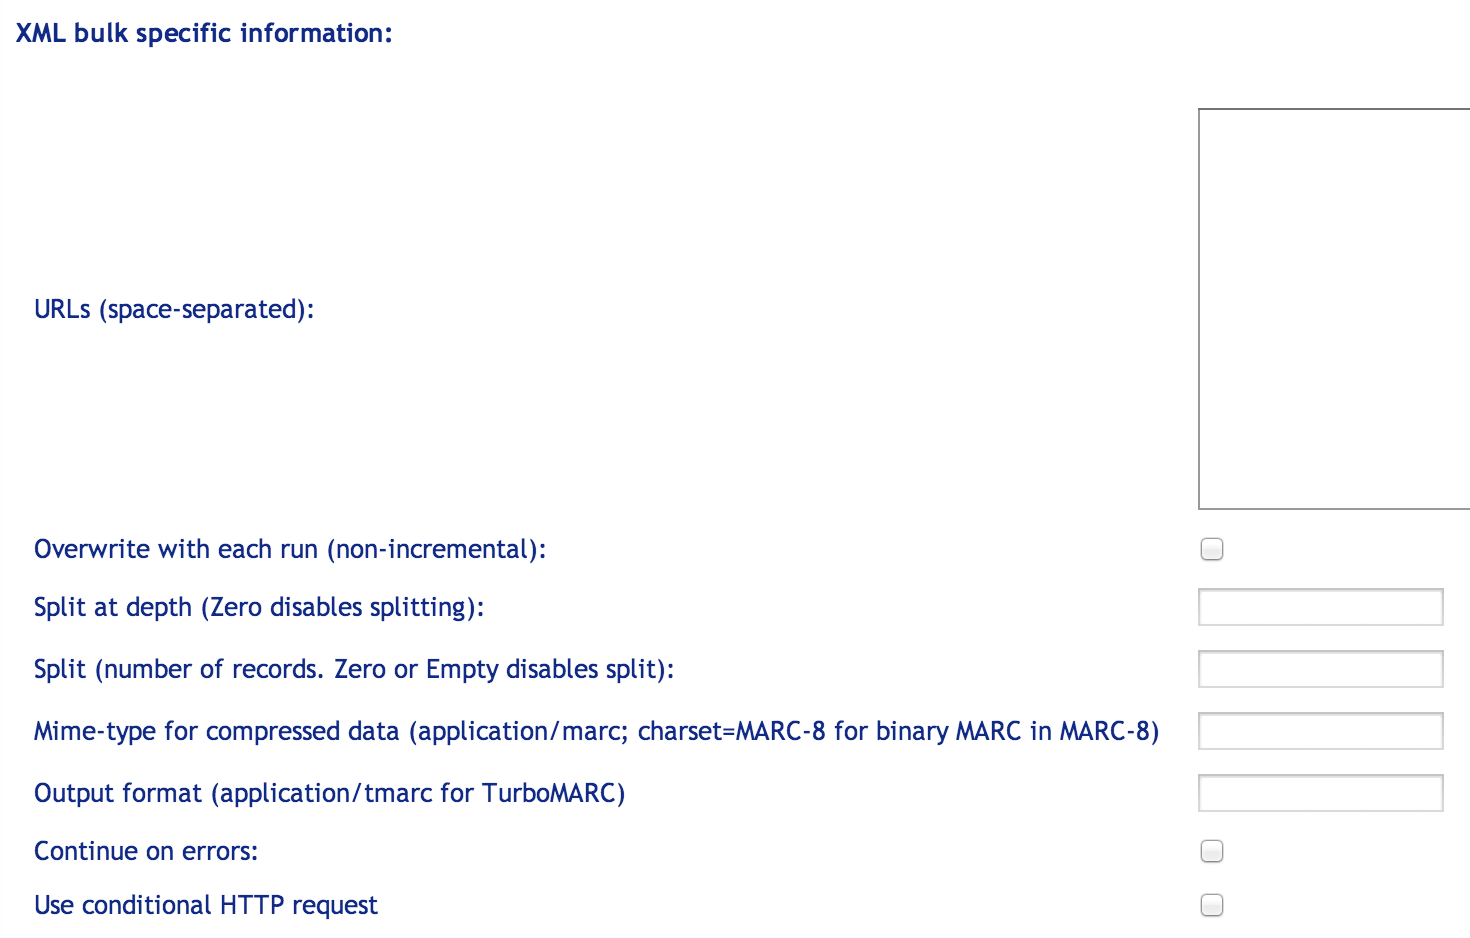 XML bulk specific information:
URLs (space-separated):
Overwrite with each run (non-incremental):
Split at depth (Zero disables splitting):
Split (number of records. Zero or Empty disables split):
Mime-type for compressed data (application/marc; charset=MARC-8 for binary MARC in MARC-8)
Output format (application/tmarc for TurboMARC)
Continue on errors:
Use conditional HTTP request